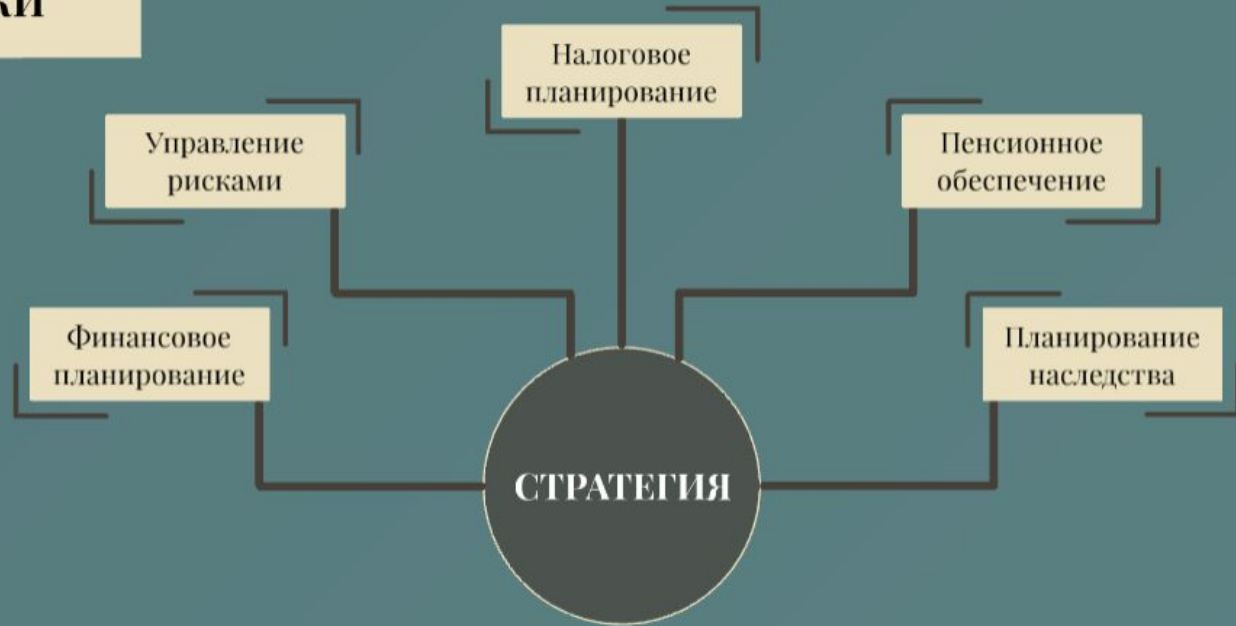 Налоговое
планирование
Управление
рисками
Пенсионное
обеспечение
Финансовое
планирование
Планирование
наследства
СТРАТЕГИЯ